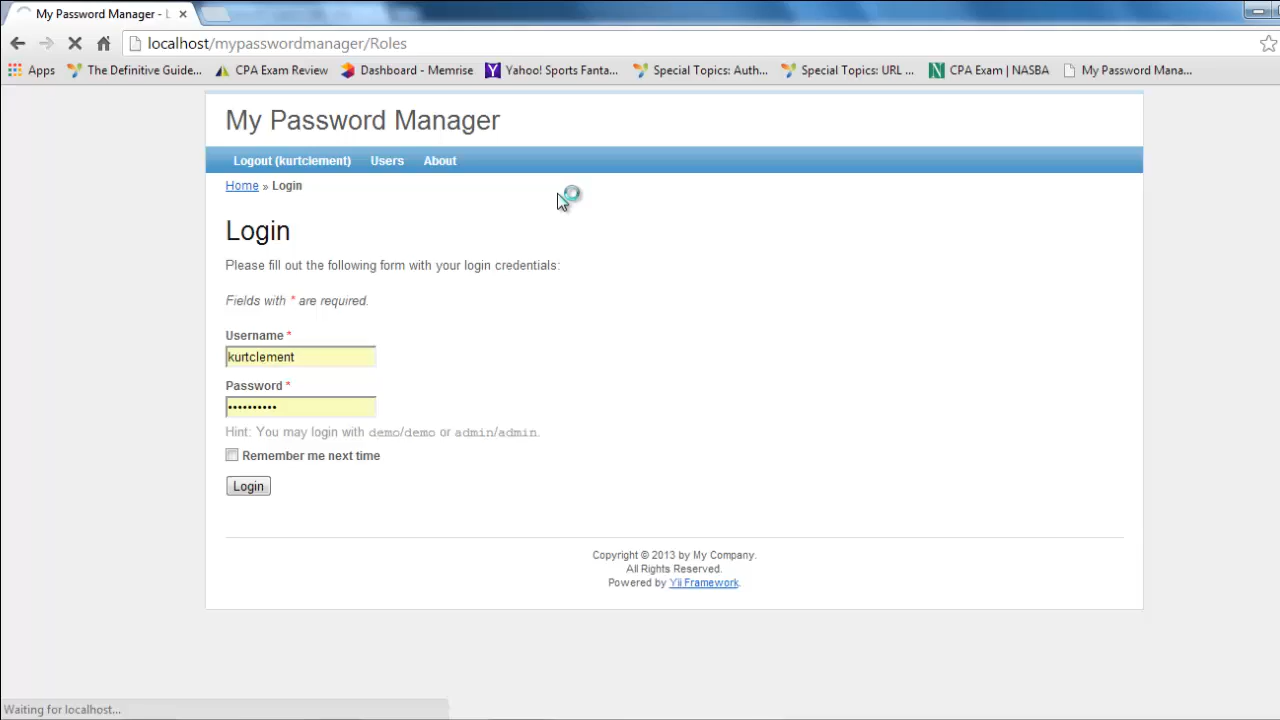 My Password Manager - L
localhost/mypasswordmanager/Roles
Apps The Definitive Guide... CPA Exam Review Dashboard - Memrise Yahoo! Sports Fanta... Special Topics: Auth... Special Topics: URL ... CPA Exam | NASBA My Password Mana...
My Password Manager
Logout (kurtclement) Users About
Home » Login
Login
Please fill out the following form with your login credentials:
Fields with * are required.
Username *
kurtclement
Password *
••••••••••
Hint: You may login with demo/demo or admin/admin.
Remember me next time
Login
Copyright © 2013 by My Company.
All Rights Reserved.
Powered by Yii Framework.
Waiting for localhost...